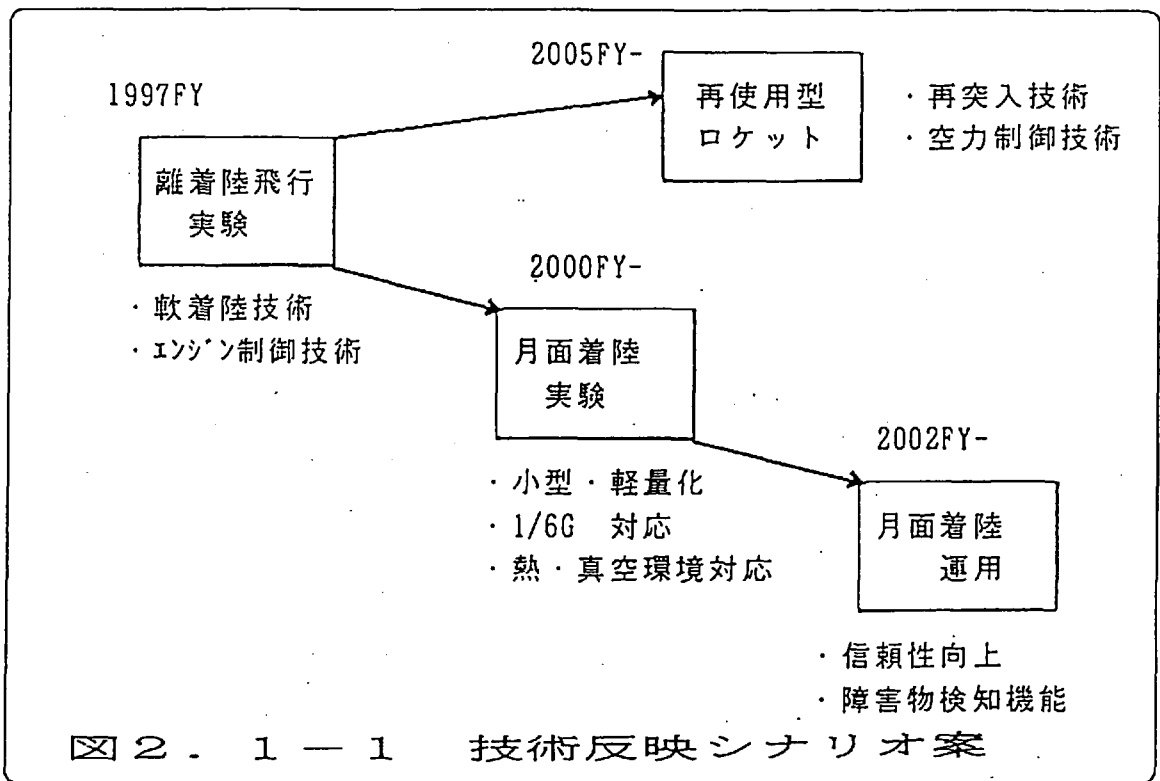 1997FY
離着陸飛行
実験
・軟着陸技術
・ｴﾝｼﾞﾝ制御技術
2005FY-
再使用型
ロケット
・再突入技術
・空力制御技術
2000FY-
月面着陸
実験
・小型・軽量化
・1/6G 対応
・熱・真空環境対応
2002FY-
月面着陸
運用
・信頼性向上
・障害物検知機能
図２．１－１ 技術反映シナリオ案